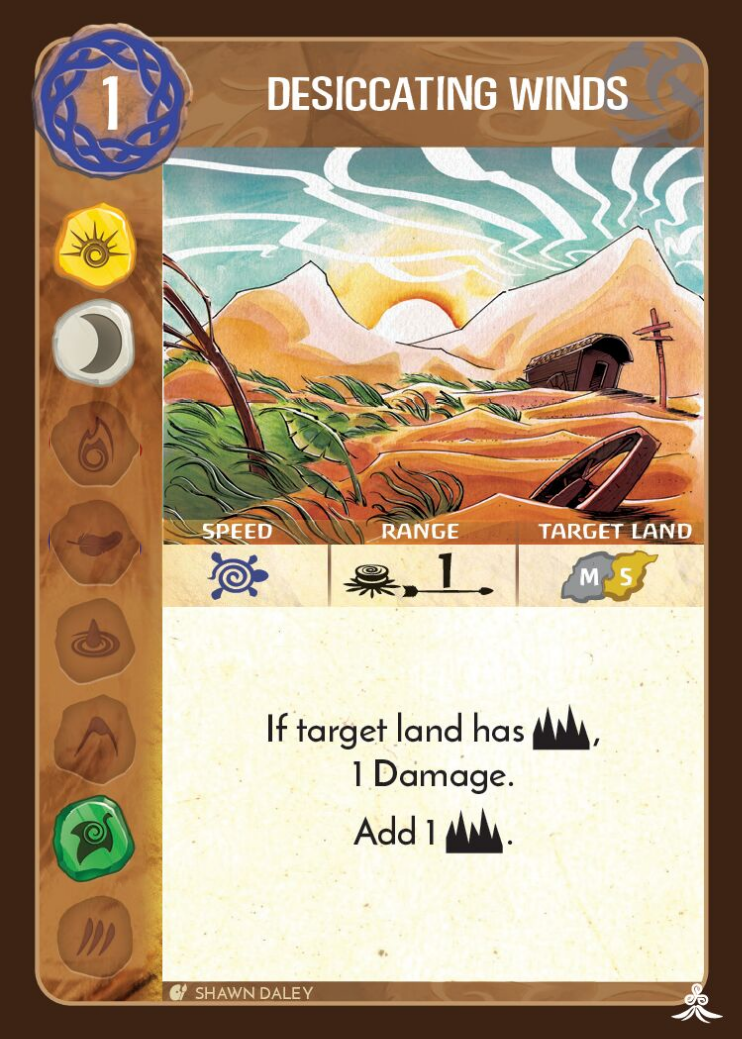 1
DESICCATING WINDS
SPEED RANGE TARGET LAND
1 M S
If target land has ,
1 Damage.
Add 1 .
SHAWN DALEY